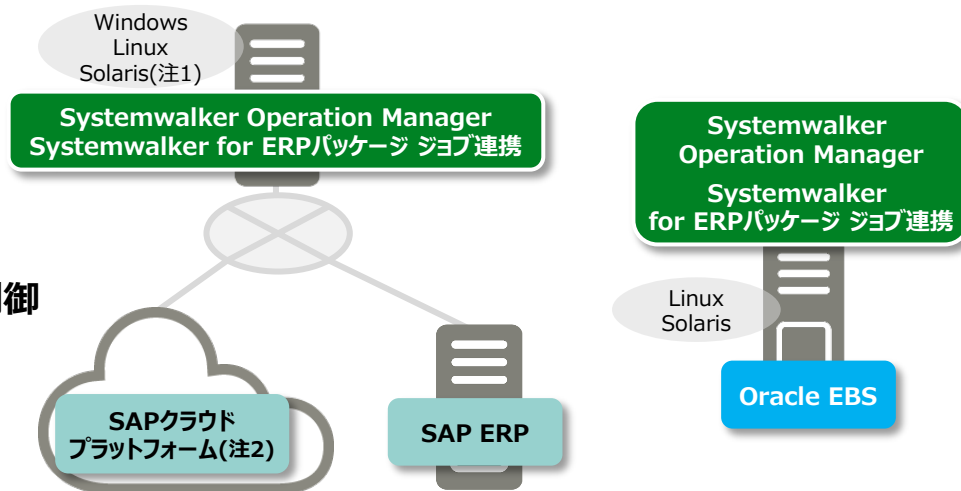 Windows
Linux
Solaris(注1)
Systemwalker Operation Manager
Systemwalker for ERPパッケージ ジョブ連携
御
SAPクラウド
プラットフォーム(注2)
SAP ERP
Systemwalker
Operation Manager
Systemwalker
for ERPパッケージ ジョブ連携
Linux
Solaris
Oracle EBS